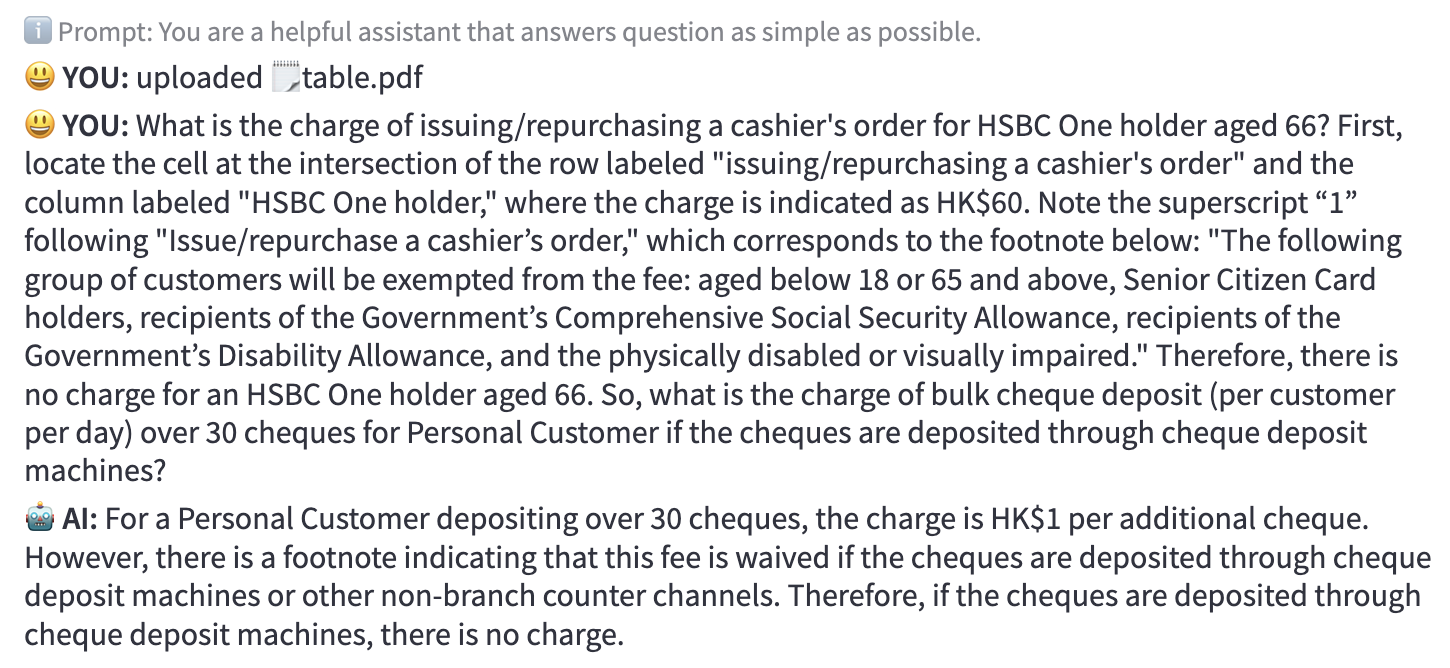 Prompt: You are a helpful assistant that answers question as simple as possible.
YOU: uploaded table.pdf
YOU: What is the charge of issuing/repurchasing a cashier's order for HSBC One holder aged 66? First,
locate the cell at the intersection of the row labeled "issuing/repurchasing a cashier's order" and the
column labeled "HSBC One holder," where the charge is indicated as HK$60. Note the superscript “1”
following "Issue/repurchase a cashier’s order," which corresponds to the footnote below: "The following
group of customers will be exempted from the fee: aged below 18 or 65 and above, Senior Citizen Card
holders, recipients of the Government’s Comprehensive Social Security Allowance, recipients of the
Government’s Disability Allowance, and the physically disabled or visually impaired." Therefore, there is
no charge for an HSBC One holder aged 66. So, what is the charge of bulk cheque deposit (per customer
per day) over 30 cheques for Personal Customer if the cheques are deposited through cheque deposit
machines?
AI: For a Personal Customer depositing over 30 cheques, the charge is HK$1 per additional cheque.
However, there is a footnote indicating that this fee is waived if the cheques are deposited through cheque
deposit machines or other non-branch counter channels. Therefore, if the cheques are deposited through
cheque deposit machines, there is no charge.